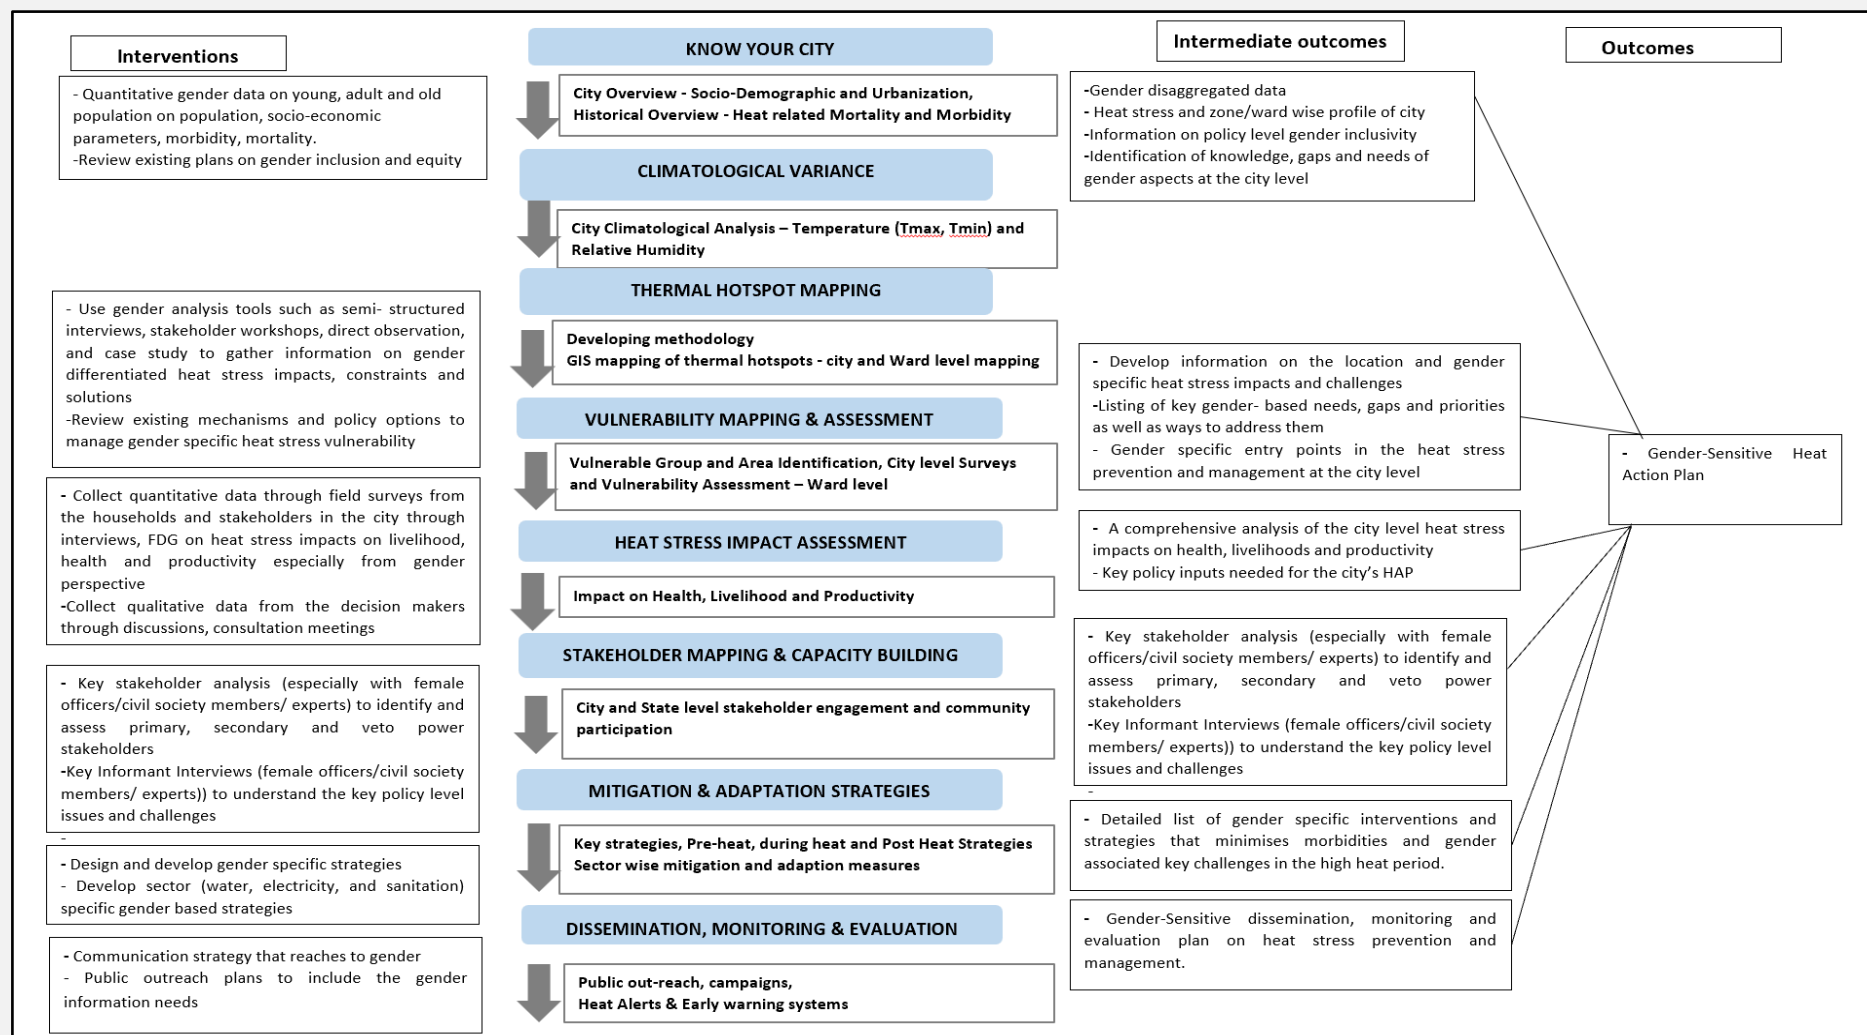 Interventions
- Quantitative gender data on young, adult and old
population on population, socio-economic
parameters, morbidity, mortality.
-Review existing plans on gender inclusion and equity
- Use gender analysis tools such as semi- structured
interviews, stakeholder workshops, direct observation,
and case study to gather information on gender
differentiated heat stress impacts, constraints and
solutions
-Review existing mechanisms and policy options to
manage gender specific heat stress vulnerability
- Collect quantitative data through field surveys from
the households and stakeholders in the city through
interviews, FDG on heat stress impacts on livelihood,
health and productivity especially from gender
perspective
-Collect qualitative data from the decision makers
through discussions, consultation meetings
- Key stakeholder analysis (especially with female
officers/civil society members/ experts) to identify and
assess primary, secondary and veto power
stakeholders
-Key Informant Interviews (female officers/civil society
members/ experts)) to understand the key policy level
issues and challenges
-
- Design and develop gender specific strategies
- Develop sector (water, electricity, and sanitation)
specific gender based strategies
- Communication strategy that reaches to gender
- Public outreach plans to include the gender
information needs
KNOW YOUR CITY
City Overview - Socio-Demographic and Urbanization,
Historical Overview - Heat related Mortality and Morbidity
CLIMATOLOGICAL VARIANCE
City Climatological Analysis – Temperature (Tmax, Tmin) and
Relative Humidity
THERMAL HOTSPOT MAPPING
Developing methodology
GIS mapping of thermal hotspots - city and Ward level mapping
VULNERABILITY MAPPING & ASSESSMENT
Vulnerable Group and Area Identification, City level Surveys
and Vulnerability Assessment – Ward level
HEAT STRESS IMPACT ASSESSMENT
Impact on Health, Livelihood and Productivity
STAKEHOLDER MAPPING & CAPACITY BUILDING
City and State level stakeholder engagement and community
participation
MITIGATION & ADAPTATION STRATEGIES
Key strategies, Pre-heat, during heat and Post Heat Strategies
Sector wise mitigation and adaption measures
DISSEMINATION, MONITORING & EVALUATION
Public out-reach, campaigns,
Heat Alerts & Early warning systems
Intermediate outcomes
-Gender disaggregated data
- Heat stress and zone/ward wise profile of city
-Information on policy level gender inclusivity
-Identification of knowledge, gaps and needs of
gender aspects at the city level
- Develop information on the location and gender
specific heat stress impacts and challenges
-Listing of key gender- based needs, gaps and priorities
as well as ways to address them
- Gender specific entry points in the heat stress
prevention and management at the city level
- A comprehensive analysis of the city level heat stress
impacts on health, livelihoods and productivity
- Key policy inputs needed for the city's HAP
- Key stakeholder analysis (especially with female
officers/civil society members/ experts) to identify and
assess primary, secondary and veto power
stakeholders
-Key Informant Interviews (female officers/civil society
members/ experts)) to understand the key policy level
issues and challenges
-
- Detailed list of gender specific interventions and
strategies that minimises morbidities and gender
associated key challenges in the high heat period.
- Gender-Sensitive dissemination, monitoring and
evaluation plan on heat stress prevention and
management.
Outcomes
- Gender-Sensitive Heat
Action Plan